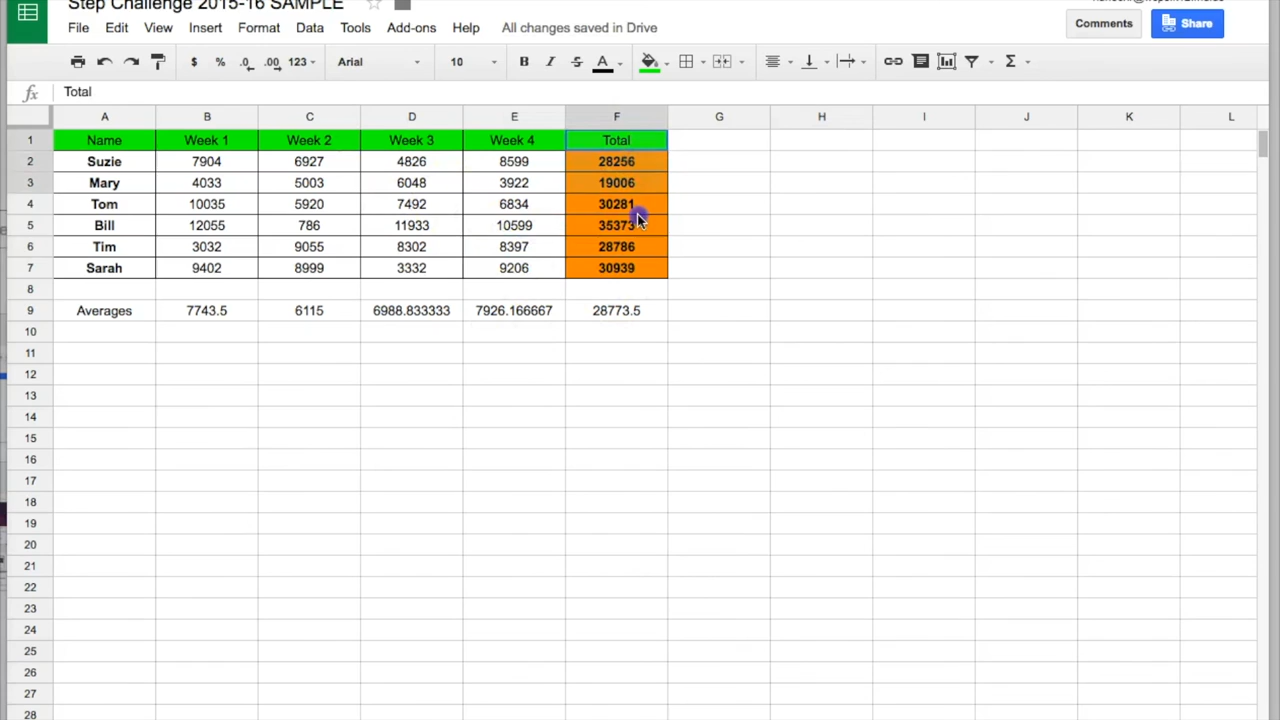 Step Challenge 2015-16 SAMPLE
File Edit View Insert Format Data Tools Add-ons Help All changes saved in Drive
Comments Share
$ % .0 .00 123 Arial 10 B I S A Σ
fx Total
A B C D E F G H I J K L
1 Name Week 1 Week 2 Week 3 Week 4 Total
2 Suzie 7904 6927 4826 8599 28256
3 Mary 4033 5003 6048 3922 19006
4 Tom 10035 5920 7492 6834 30281
5 Bill 12055 786 11933 10599 35373
6 Tim 3032 9055 8302 8397 28786
7 Sarah 9402 8999 3332 9206 30939
8
9 Averages 7743.5 6115 6988.833333 7926.166667 28773.5
10
11
12
13
14
15
16
17
18
19
20
21
22
23
24
25
26
27
28